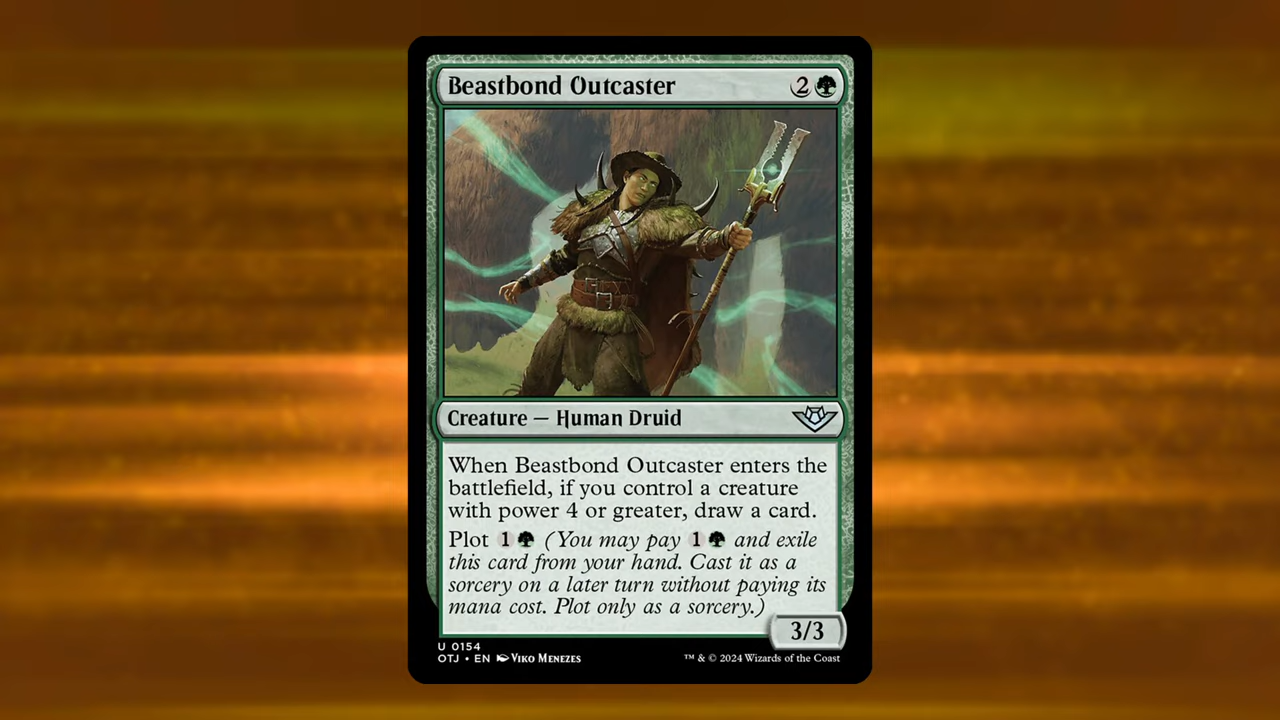 Beastbond Outcaster 2
Creature — Human Druid
When Beastbond Outcaster enters the
battlefield, if you control a creature
with power 4 or greater, draw a card.
Plot 1 (You may pay 1 and exile
this card from your hand. Cast it as a
sorcery on a later turn without paying its
mana cost. Plot only as a sorcery.)
3/3
U 0154
OTJ • EN Viko Menezes ™ & © 2024 Wizards of the Coast